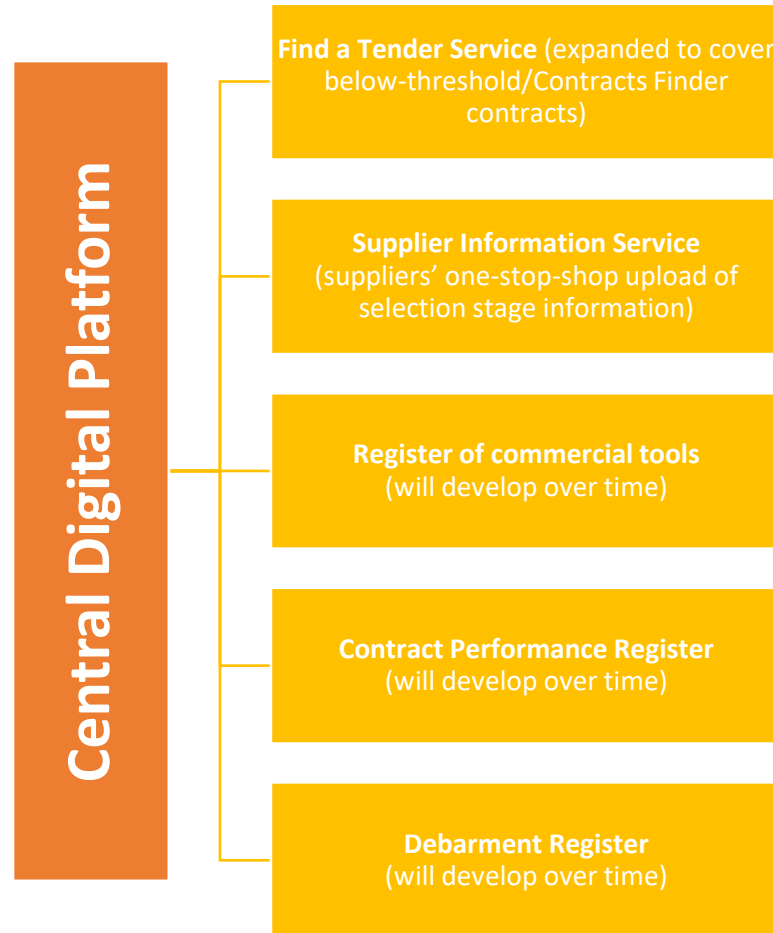 Central Digital Platform
Find a Tender Service (expanded to cover
below-threshold/Contracts Finder
contracts)
Supplier Information Service
(suppliers’ one-stop-shop upload of
selection stage information)
Register of commercial tools
(will develop over time)
Contract Performance Register
(will develop over time)
Debarment Register
(will develop over time)